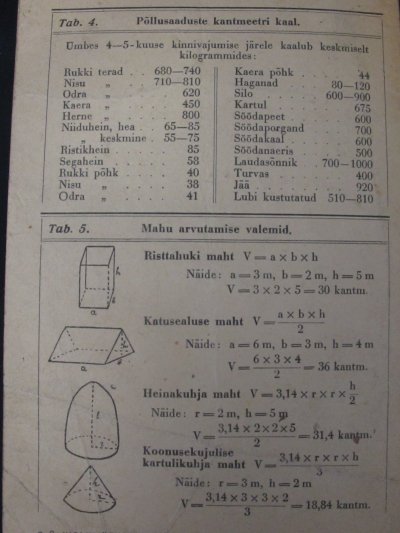 Tab. 4. Põllusaaduste kantmeetri kaal.
Umbes 4—5-kuuse kinnivajumise järele kaalub keskmiselt
kilogrammides:
Rukki terad . . 680—740
Nisu „ 710—810
Odra „ . . 620
Kaera „ . . 450
Herne „ . . 800
Niiduhein, hea . 65—85
„ keskmine . 55—75
Ristikhein . . . 85
Segahein . . . 58
Rukki põhk . . 40
Nisu „ . . 38
Odra „ . . 41
Kaera põhk . . 44
Haganad . . 80—120
Silo . . . 600—900
Kartul . . . 675
Söödapeet . . . 600
Söödaporgand . . 700
Söödakaal . . . 600
Söödanaeris . . 500
Laudasõnnik . . 700—1000
Turvas . . . 400
Jää . . . 920
Lubi kustutatud 510—810
Tab. 5. Mahu arvutamise valemid.
Risttahuki maht V = a x b x h
Näide: a = 3 m, b = 2 m, h = 5 m
V = 3 x 2 x 5 = 30 kantm.
Katusealuse maht V = a x b x h / 2
Näide: a = 6 m, b = 3 m, h = 4 m
V = 6 x 3 x 4 / 2 = 36 kantm.
Heinakuhja maht V = 3,14 x r x r x h / 2
Näide: r = 2 m, h = 5 m
V = 3,14 x 2 x 2 x 5 / 2 = 31,4 kantm.
Koonusekujulise
kartulikuhja maht V = 3,14 x r x r x h / 3
Näide: r = 3 m, h = 2 m
V = 3,14 x 3 x 3 x 2 / 3 = 18,84 kantm.